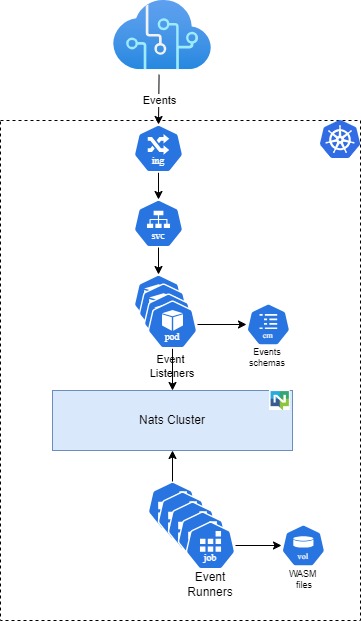 Events
ing
svc
pod
cm
Event
Listeners
Events
schemas
Nats Cluster
N
job
vol
Event
Runners
WASM
files